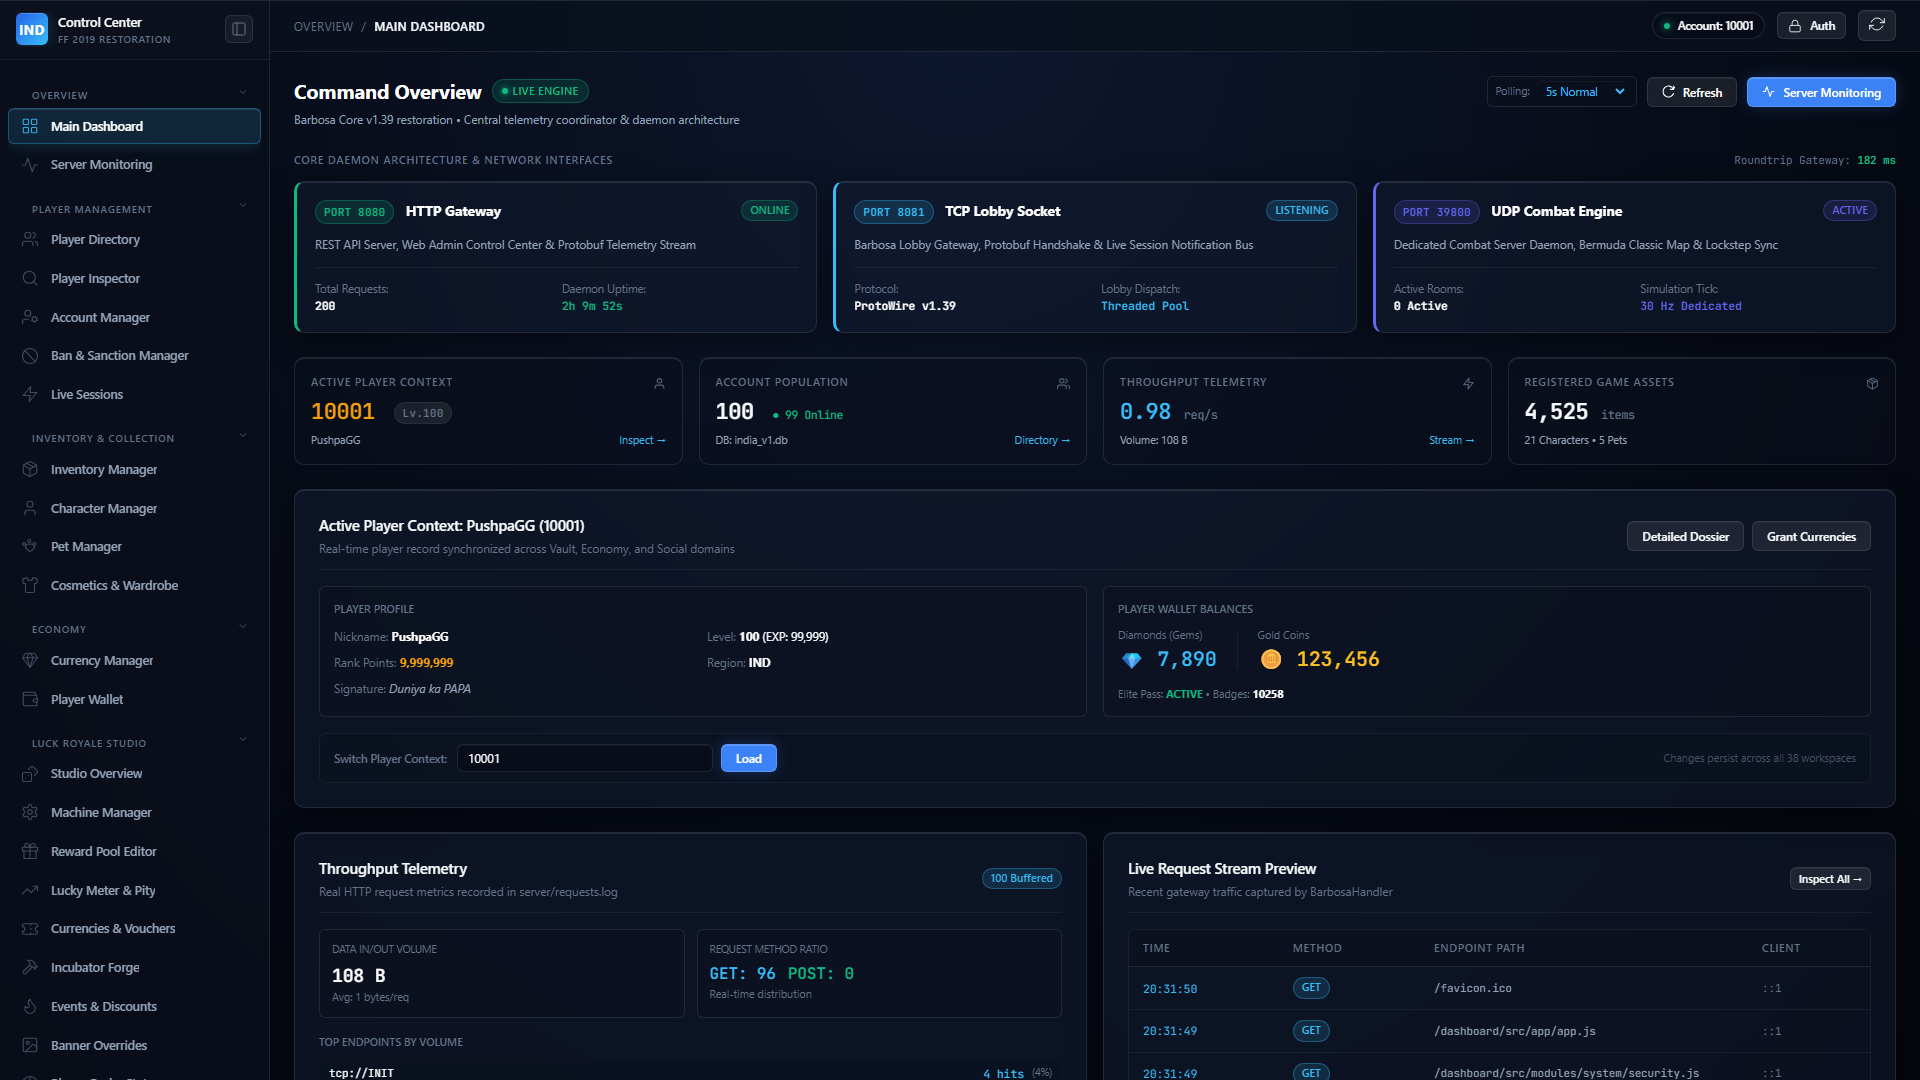 IND
Control Center
FF 2019 RESTORATION
OVERVIEW
Main Dashboard
Server Monitoring
PLAYER MANAGEMENT
Player Directory
Player Inspector
Account Manager
Ban & Sanction Manager
Live Sessions
INVENTORY & COLLECTION
Inventory Manager
Character Manager
Pet Manager
Cosmetics & Wardrobe
ECONOMY
Currency Manager
Player Wallet
LUCK ROYALE STUDIO
Studio Overview
Machine Manager
Reward Pool Editor
Lucky Meter & Pity
Currencies & Vouchers
Incubator Forge
Events & Discounts
Banner Overrides
OVERVIEW / MAIN DASHBOARD
Account: 10001
Auth
Command Overview
LIVE ENGINE
Barbosa Core v1.39 restoration • Central telemetry coordinator & daemon architecture
Polling: 5s Normal
Refresh
Server Monitoring
CORE DAEMON ARCHITECTURE & NETWORK INTERFACES
Roundtrip Gateway: 182 ms
PORT 8080 HTTP Gateway ONLINE
REST API Server, Web Admin Control Center & Protobuf Telemetry Stream
Total Requests: Daemon Uptime:
200 2h 9m 52s
PORT 8081 TCP Lobby Socket LISTENING
Barbosa Lobby Gateway, Protobuf Handshake & Live Session Notification Bus
Protocol: Lobby Dispatch:
ProtoWire v1.39 Threaded Pool
PORT 39800 UDP Combat Engine ACTIVE
Dedicated Combat Server Daemon, Bermuda Classic Map & Lockstep Sync
Active Rooms: Simulation Tick:
0 Active 30 Hz Dedicated
ACTIVE PLAYER CONTEXT
10001 Lv.100
PushpaGG Inspect →
ACCOUNT POPULATION
100 ● 99 Online
DB: india_v1.db Directory →
THROUGHPUT TELEMETRY
0.98 req/s
Volume: 108 B Stream →
REGISTERED GAME ASSETS
4,525 items
21 Characters • 5 Pets
Active Player Context: PushpaGG (10001)
Real-time player record synchronized across Vault, Economy, and Social domains
Detailed Dossier
Grant Currencies
PLAYER PROFILE
Nickname: PushpaGG Level: 100 (EXP: 99,999)
Rank Points: 9,999,999 Region: IND
Signature: Duniya ka PAPA
PLAYER WALLET BALANCES
Diamonds (Gems) Gold Coins
7,890 123,456
Elite Pass: ACTIVE • Badges: 10258
Switch Player Context: 10001 Load
Changes persist across all 38 workspaces
Throughput Telemetry
Real HTTP request metrics recorded in server/requests.log
100 Buffered
DATA IN/OUT VOLUME
108 B
Avg: 1 bytes/req
REQUEST METHOD RATIO
GET: 96 POST: 0
Real-time distribution
TOP ENDPOINTS BY VOLUME
tcp://INIT 4 hits (4%)
Live Request Stream Preview
Recent gateway traffic captured by BarbosaHandler
Inspect All →
TIME METHOD ENDPOINT PATH CLIENT
20:31:50 GET /favicon.ico ::1
20:31:49 GET /dashboard/src/app/app.js ::1
20:31:49 GET /dashboard/src/modules/system/security.js ::1